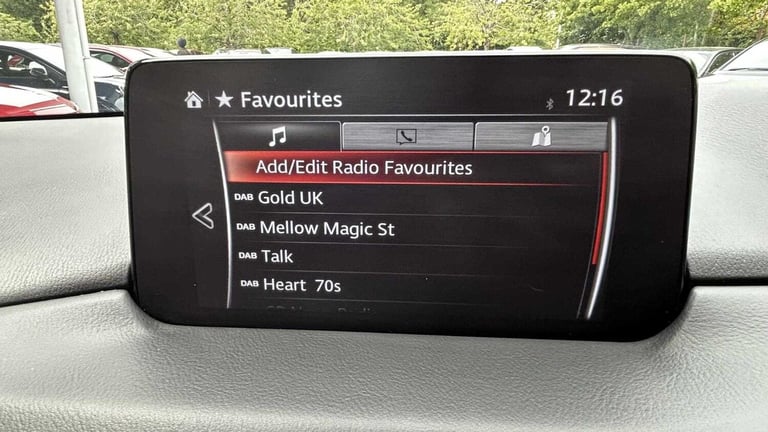 Favourites 12:16
Add/Edit Radio Favourites
DAB Gold UK
DAB Mellow Magic St
DAB Talk
DAB Heart 70s